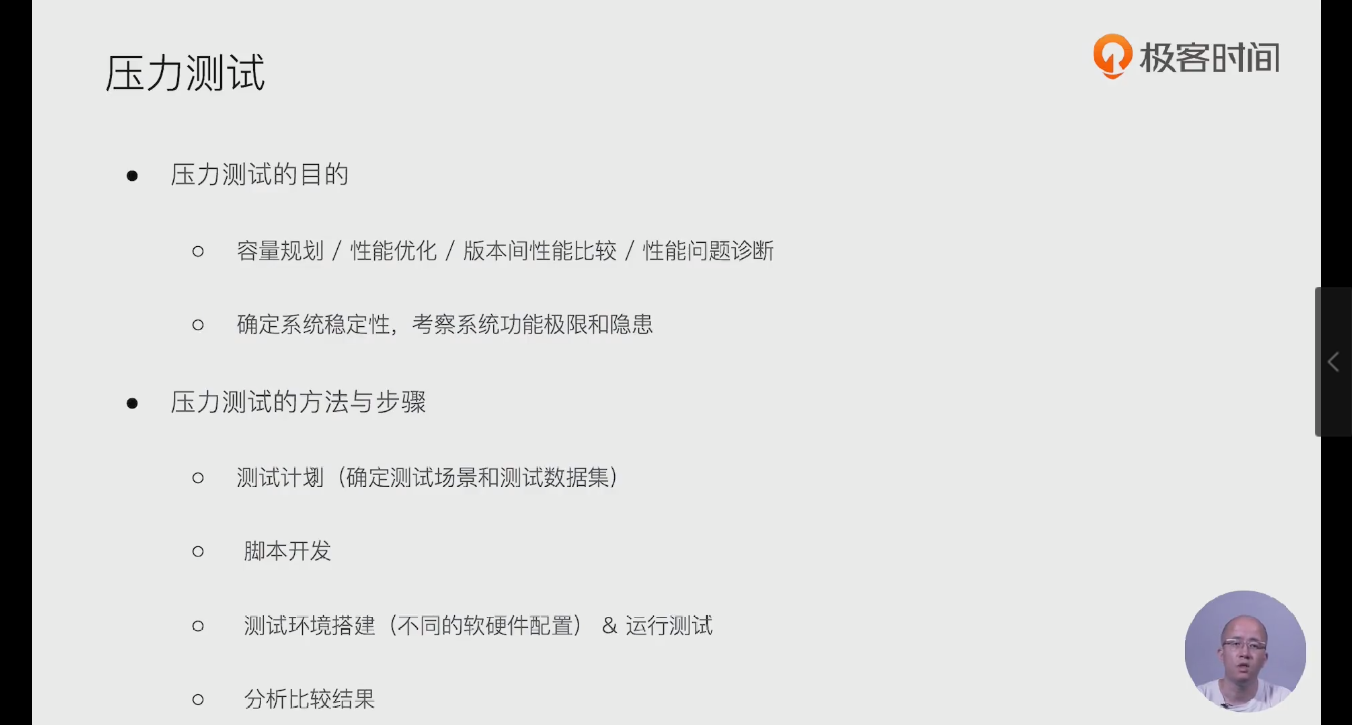 压力测试
极客时间
压力测试的目的
容量规划 / 性能优化 / 版本间性能比较 / 性能问题诊断
确定系统稳定性，考察系统功能极限和隐患
压力测试的方法与步骤
测试计划（确定测试场景和测试数据集）
脚本开发
测试环境搭建（不同的软硬件配置） & 运行测试
分析比较结果